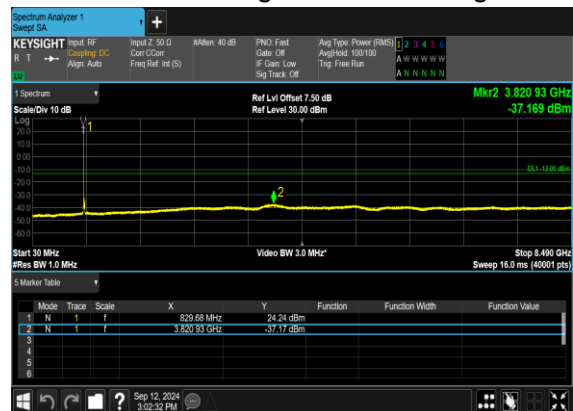 Spectrum Analyzer 1
Swept SA
+
KEYSIGHT Input: RF Input Z: 50 Ω #Atten: 40 dB PNO: Fast Avg Type: Power (RMS) 1 2 3 4 5 6
R T Coupling: DC Corr CCorr Gate: Off Avg|Hold: 100/100 A W W W W W
Align: Auto Freq Ref: Int (S) IF Gain: Low Trig: Free Run
LU Sig Track: Off A N N N N N
1 Spectrum Ref Lvl Offset 7.50 dB Mkr2 3.820 93 GHz
Scale/Div 10 dB Ref Level 30.00 dBm -37.169 dBm
Log
20.0
10.0
0.00
-10.0
-20.0
-30.0
-40.0
-50.0
-60.0
1
2
DL1 -13.00 dBm
Start 30 MHz Video BW 3.0 MHz* Stop 8.490 GHz
#Res BW 1.0 MHz Sweep 16.0 ms (40001 pts)
5 Marker Table
Mode Trace Scale X Y Function Function Width Function Value
1 N 1 f 829.68 MHz 24.24 dBm
2 N 1 f 3.820 93 GHz -37.17 dBm
3
4
5
6
? Sep 12, 2024
3:02:32 PM